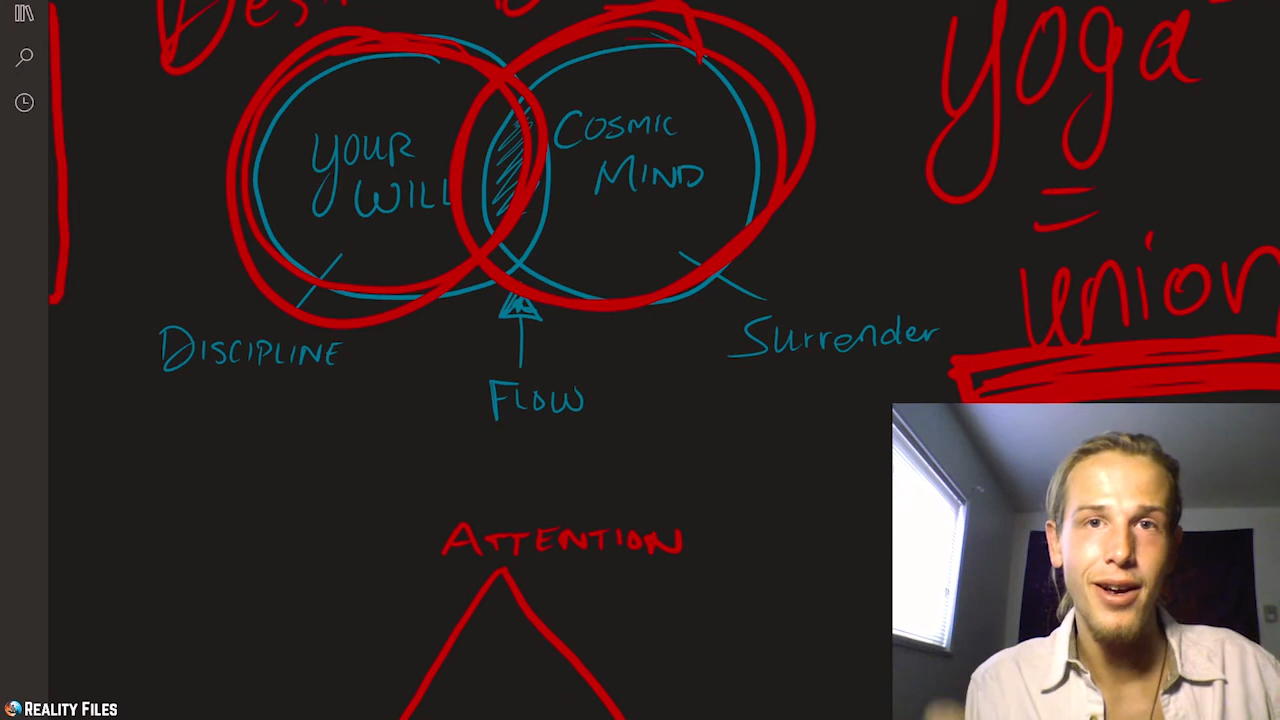 yoga
YOUR
WILL
COSMIC
MIND
=
union
DISCIPLINE
Surrender
FLOW
ATTENTION
REALITY FILES